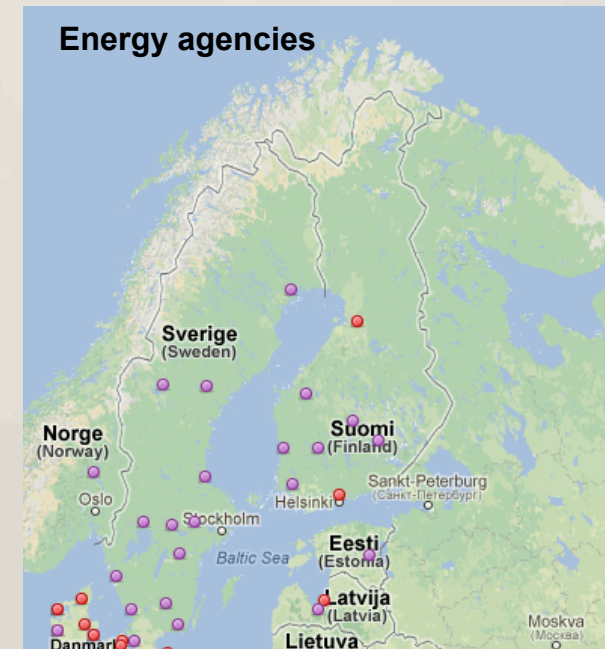 Energy agencies
Sverige
(Sweden)
Norge
(Norway)
Suomi
(Finland)
Oslo
Helsinki
Sankt-Peterburg
(Санкт-Петербург)
Stockholm
Baltic Sea
Eesti
(Estonia)
Latvija
(Latvia)
Moskva
(Москва)
Danmark
Lietuva